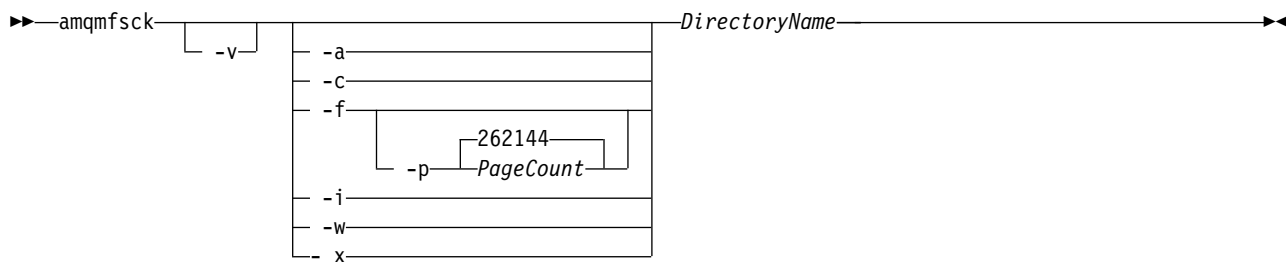 amqmfsck DirectoryName
-v
-a
-c
-f
262144
-p PageCount
-i
-w
- x